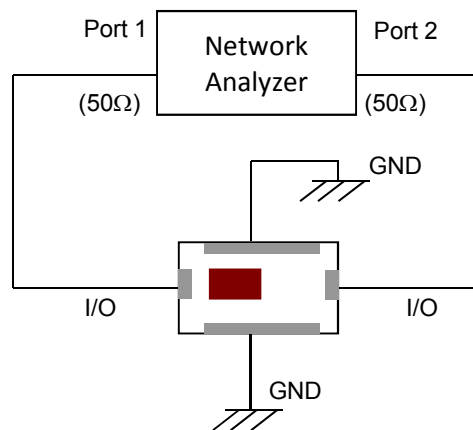 Port 1
Network
Analyzer
Port 2
(50Ω)
(50Ω)
GND
I/O
I/O
GND